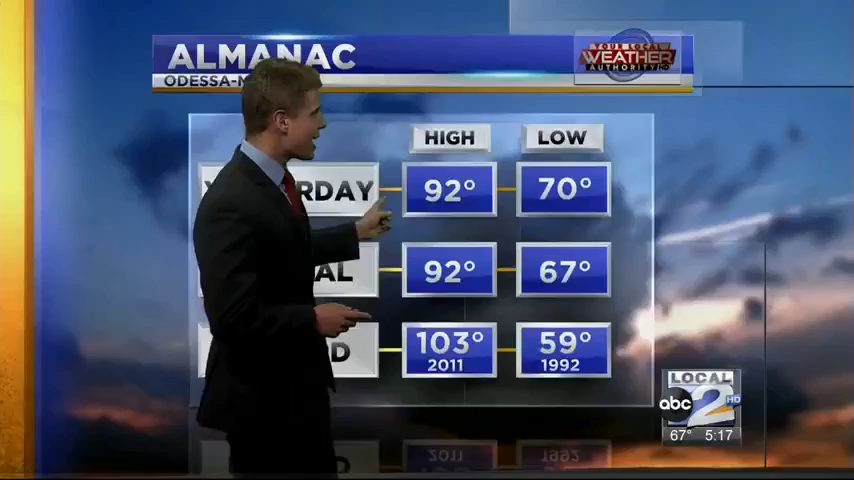 ALMANAC
ODESSA-M
YOUR LOCAL
WEATHER
AUTHORITY
HIGH LOW
RDAY 92° 70°
AL 92° 67°
D 103° 59°
2011 1992
LOCAL
abc 2 HD
67° 5:17